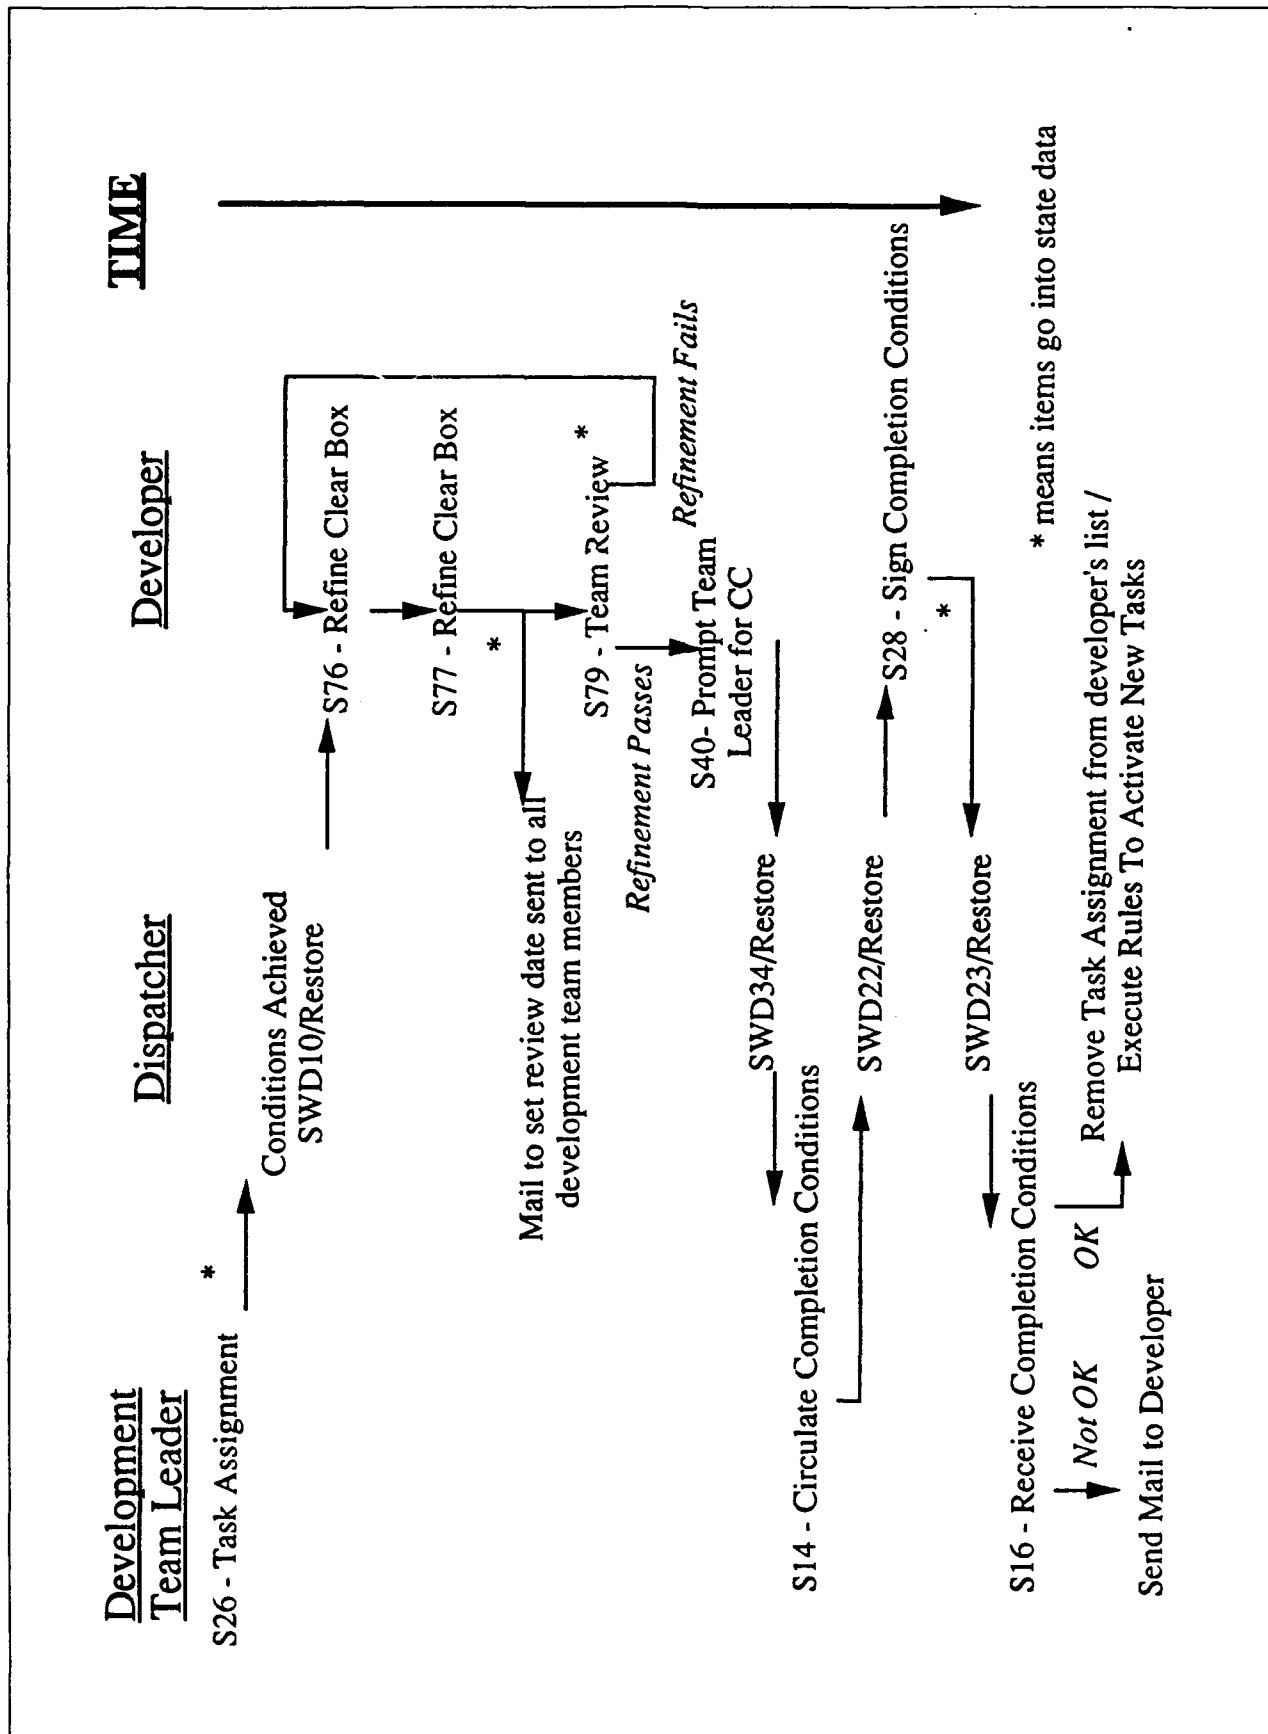 Development
Team Leader
Dispatcher
Developer
TIME
S26 - Task Assignment
*
Conditions Achieved
SWD10/Restore
S76 - Refine Clear Box
S77 - Refine Clear Box
*
Mail to set review date sent to all
development team members
S79 - Team Review
*
Refinement Passes
Refinement Fails
S40- Prompt Team
Leader for CC
SWD34/Restore
S14 - Circulate Completion Conditions
SWD22/Restore
S28 - Sign Completion Conditions
*
SWD23/Restore
S16 - Receive Completion Conditions
Not OK
OK
Send Mail to Developer
Remove Task Assignment from developer's list /
Execute Rules To Activate New Tasks
* means items go into state data